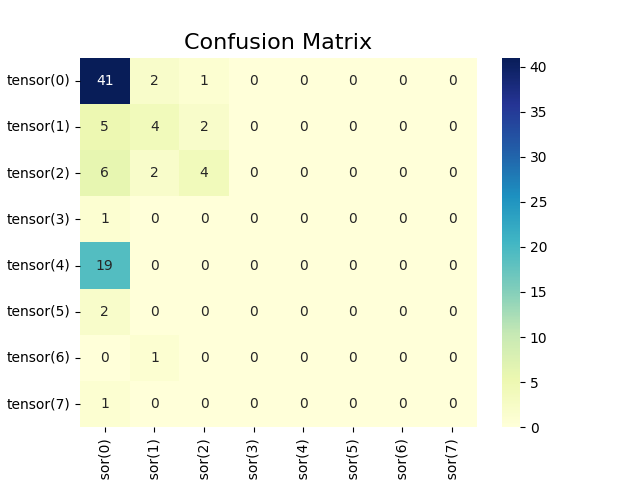 Confusion Matrix
tensor(0) 41 2 1 0 0 0 0 0
tensor(1) 5 4 2 0 0 0 0 0
tensor(2) 6 2 4 0 0 0 0 0
tensor(3) 1 0 0 0 0 0 0 0
tensor(4) 19 0 0 0 0 0 0 0
tensor(5) 2 0 0 0 0 0 0 0
tensor(6) 0 1 0 0 0 0 0 0
tensor(7) 1 0 0 0 0 0 0 0
sor(0) sor(1) sor(2) sor(3) sor(4) sor(5) sor(6) sor(7)
40
35
30
25
20
15
10
5
0